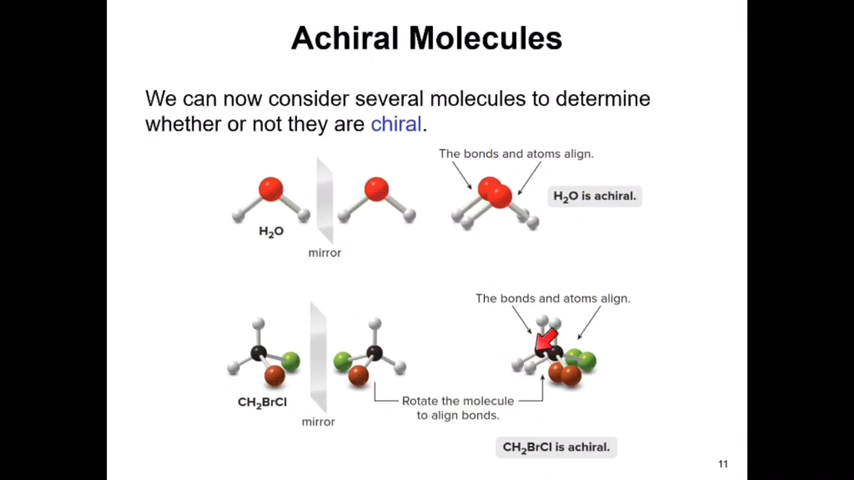 Achiral Molecules
We can now consider several molecules to determine
whether or not they are chiral.
The bonds and atoms align.
H₂O is achiral.
H₂O
mirror
The bonds and atoms align.
CH₂BrCl
Rotate the molecule
to align bonds.
mirror
CH₂BrCl is achiral.
11